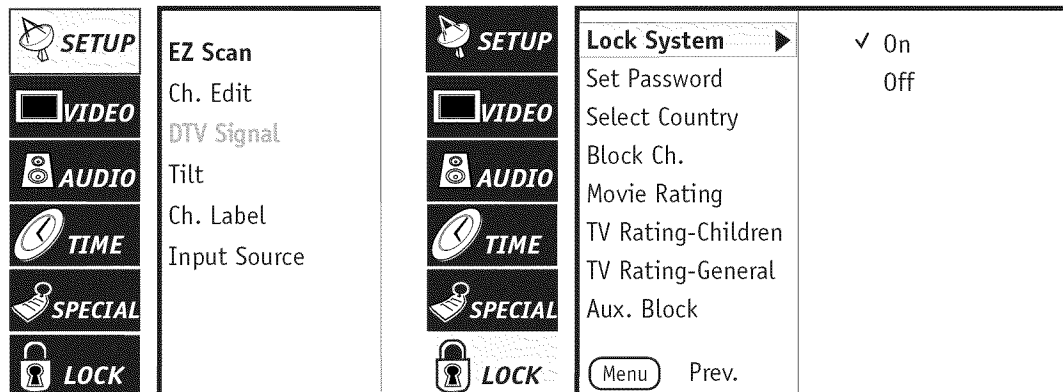 SETUP
VIDEO
AUDIO
TIME
SPECIAL
LOCK
EZ Scan
Ch. Edit
DTV Signal
Tilt
Ch. Label
Input Source
SETUP
VIDEO
AUDIO
TIME
SPECIAL
LOCK
Lock System
Set Password
Select Country
Block Ch.
Movie Rating
TV Rating-Children
TV Rating-General
Aux. Block
Menu Prev.
✓ On
Off